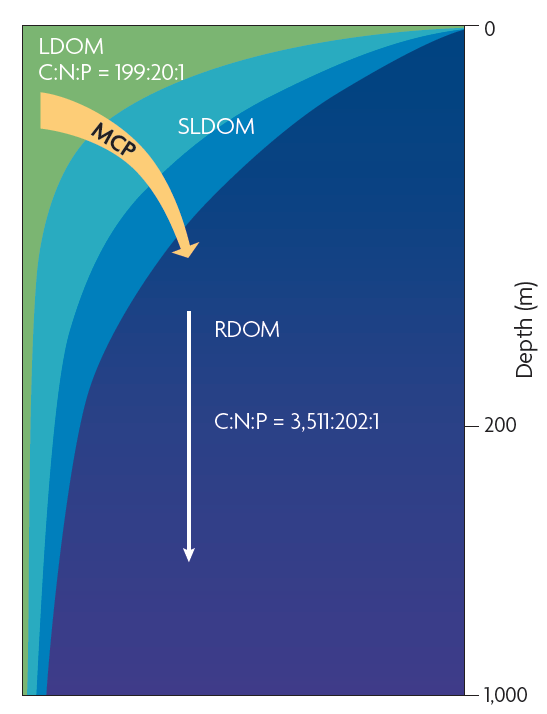 LDOM
C:N:P = 199:20:1
MCP
SLDOM
RDOM
C:N:P = 3,511:202:1
0
Depth (m)
200
1,000